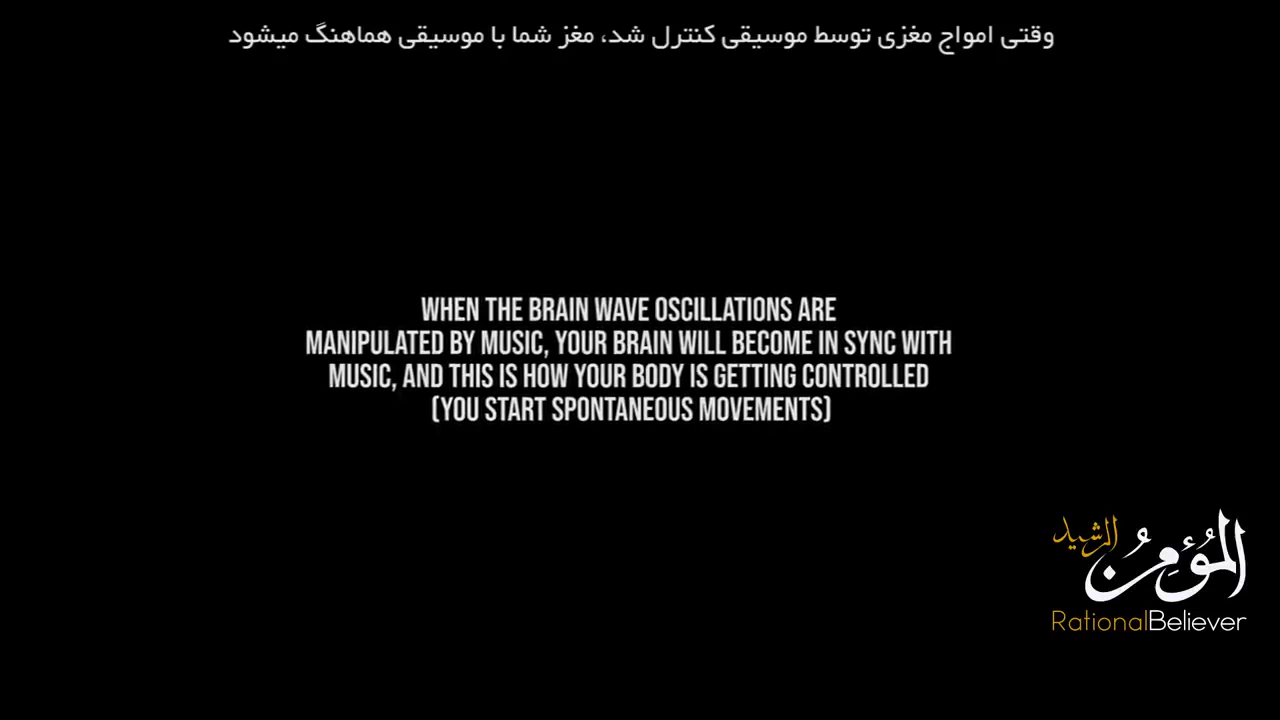 وقتی امواج مغزی توسط موسیقی کنترل شد، مغز شما با موسیقی هماهنگ میشود
WHEN THE BRAIN WAVE OSCILLATIONS ARE
MANIPULATED BY MUSIC, YOUR BRAIN WILL BECOME IN SYNC WITH
MUSIC, AND THIS IS HOW YOUR BODY IS GETTING CONTROLLED
(YOU START SPONTANEOUS MOVEMENTS)
المُؤمِنُ الرشيد
RationalBeliever